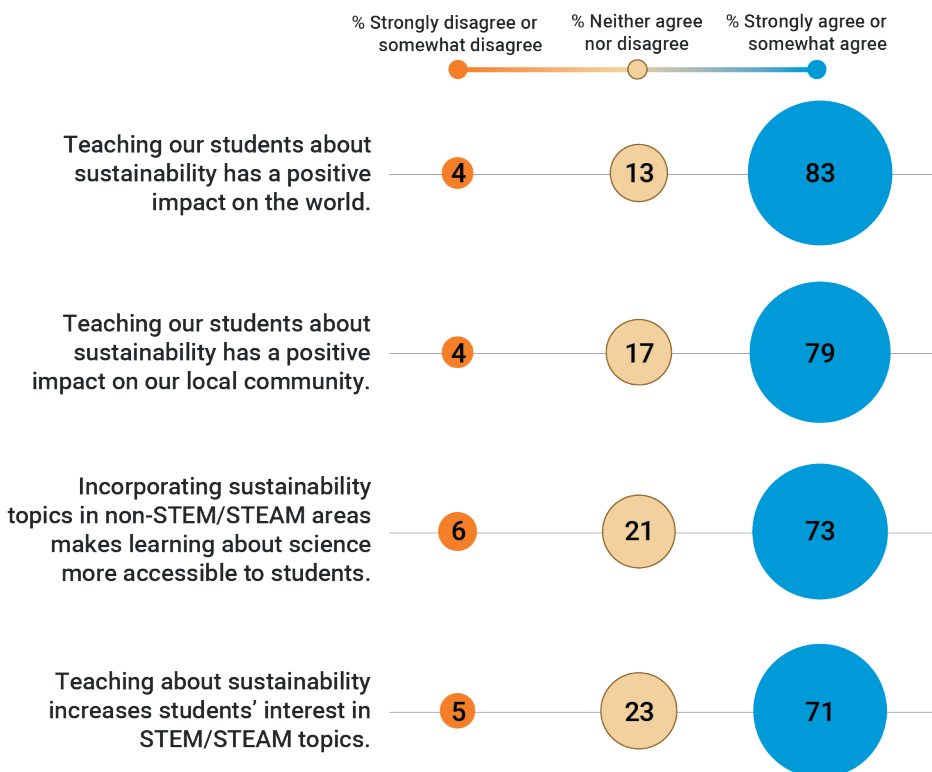 % Strongly disagree or
somewhat disagree
% Neither agree
nor disagree
% Strongly agree or
somewhat agree
Teaching our students about
sustainability has a positive
impact on the world.
4
13
83
Teaching our students about
sustainability has a positive
impact on our local community.
4
17
79
Incorporating sustainability
topics in non-STEM/STEAM areas
makes learning about science
more accessible to students.
6
21
73
Teaching about sustainability
increases students’ interest in
STEM/STEAM topics.
5
23
71